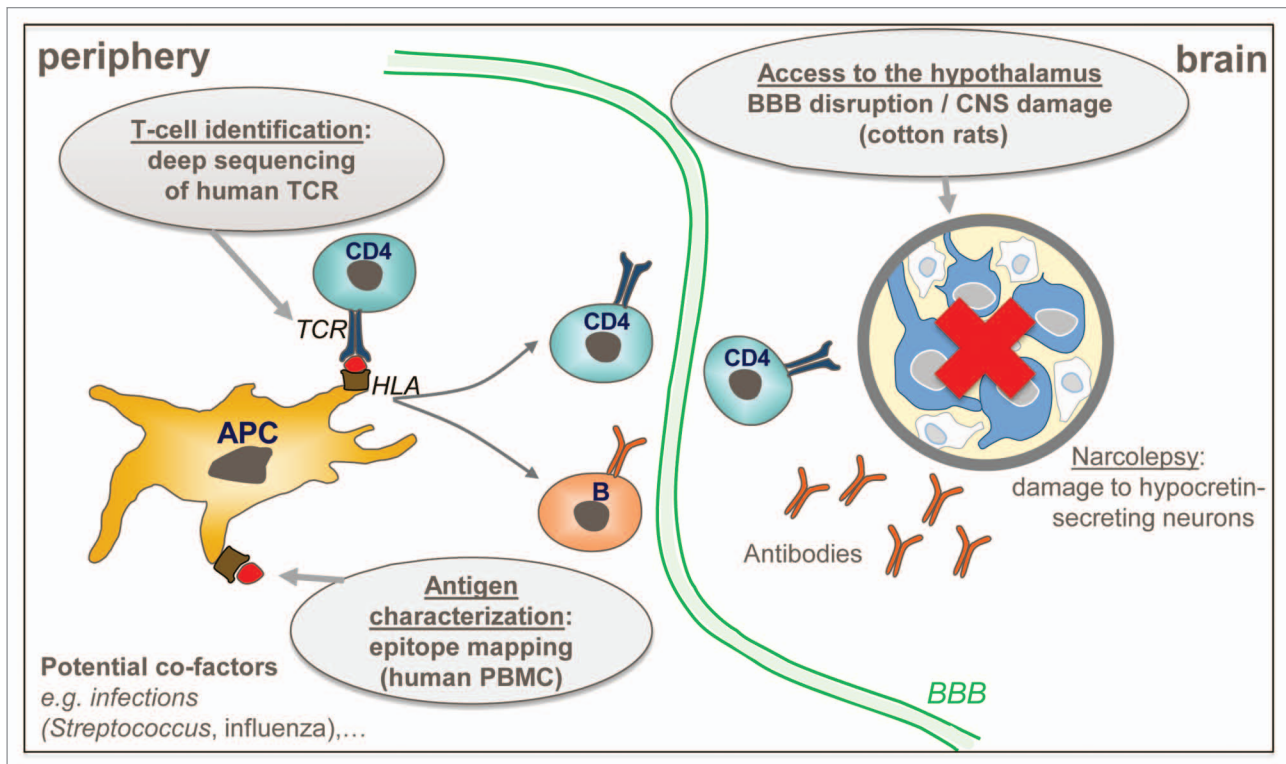 periphery
brain
Access to the hypothalamus
BBB disruption / CNS damage
(cotton rats)
T-cell identification:
deep sequencing
of human TCR
CD4
TCR
HLA
CD4
CD4
APC
B
Narcolepsy:
damage to hypocretin-
secreting neurons
Antibodies
Antigen
characterization:
epitope mapping
(human PBMC)
Potential co-factors
e.g. infections
(Streptococcus, influenza),...
BBB